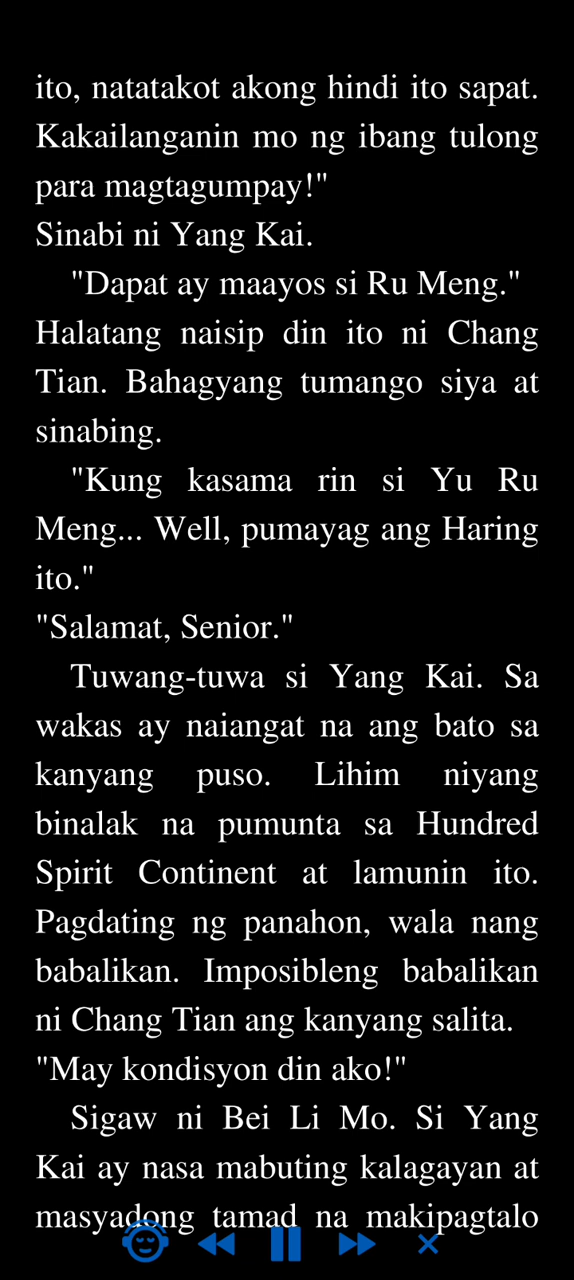 ito, natatakot akong hindi ito sapat.
Kakailanganin mo ng ibang tulong
para magtagumpay!"
Sinabi ni Yang Kai.
"Dapat ay maayos si Ru Meng."
Halatang naisip din ito ni Chang
Tian. Bahagyang tumango siya at
sinabing.
"Kung kasama rin si Yu Ru
Meng... Well, pumayag ang Haring
ito."
"Salamat, Senior."
Tuwang-tuwa si Yang Kai. Sa
wakas ay naiangat na ang bato sa
kanyang puso. Lihim niyang
binalak na pumunta sa Hundred
Spirit Continent at lamunin ito.
Pagdating ng panahon, wala nang
babalikan. Imposibleng babalikan
ni Chang Tian ang kanyang salita.
"May kondisyon din ako!"
Sigaw ni Bei Li Mo. Si Yang
Kai ay nasa mabuting kalagayan at
masyadong tamad na makipagtalo